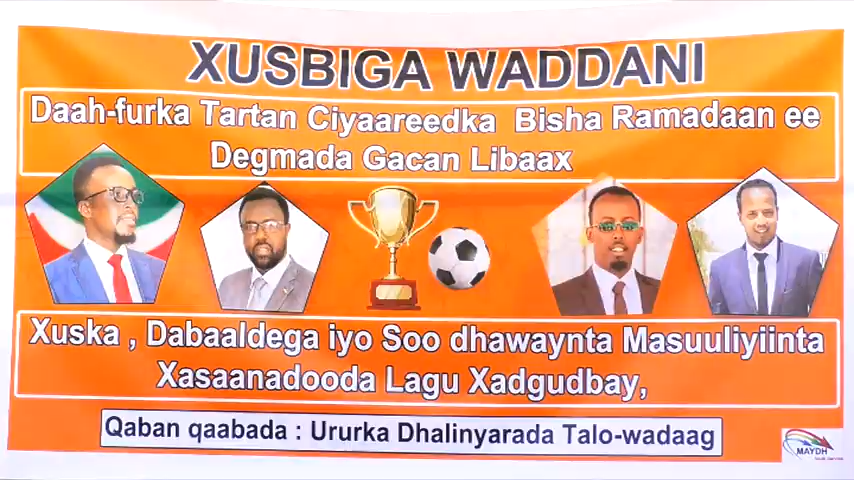 XUSBIGA WADDANI
Daah-furka Tartan Ciyaareedka Bisha Ramadaan ee
Degmada Gacan Libaax
Xuska , Dabaaldega iyo Soo dhawaynta Masuuliyiinta
Xasaanadooda Lagu Xadgudbay,
Qaban qaabada : Ururka Dhalinyarada Talo-wadaag
MAYDH